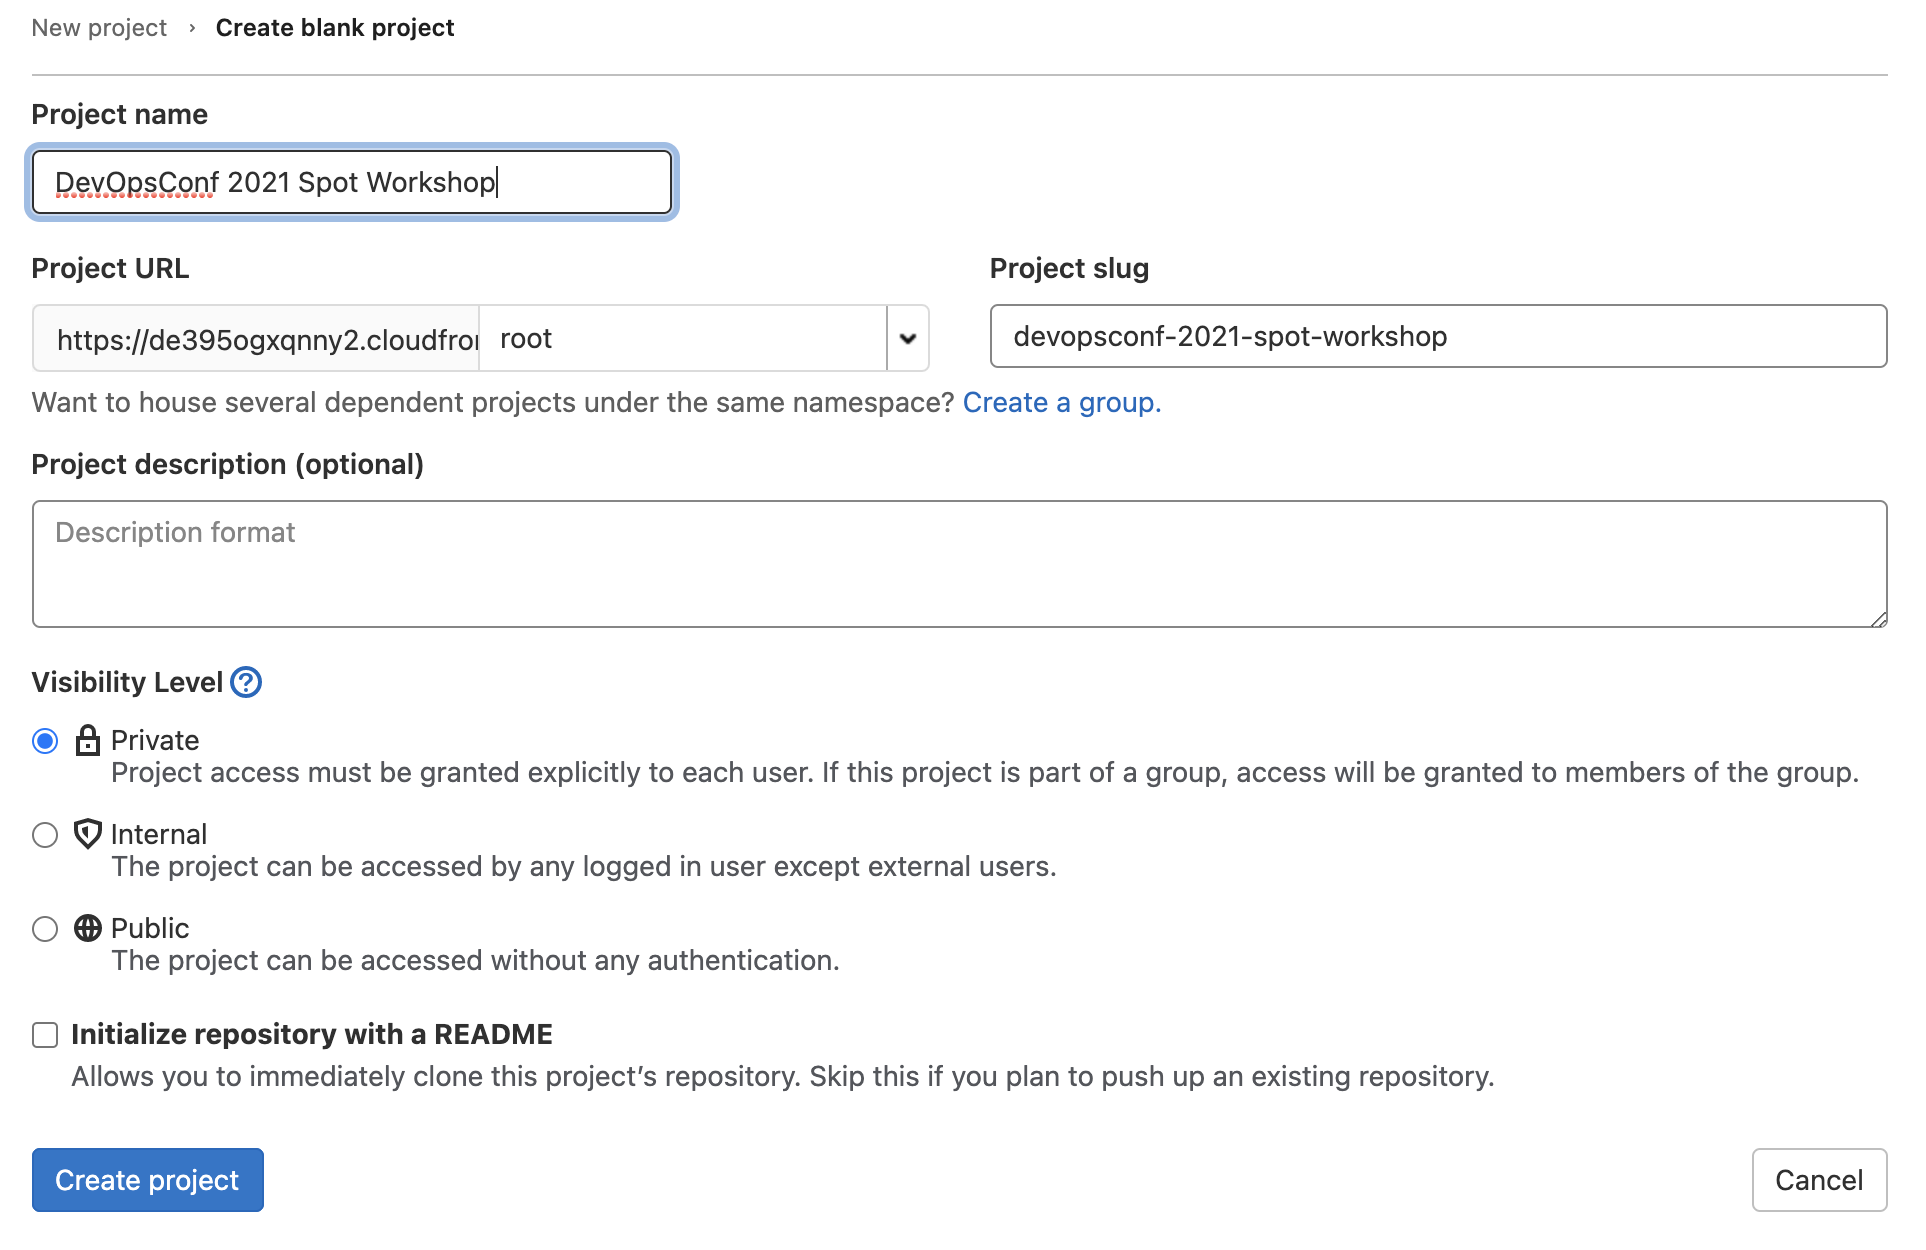 New project › Create blank project
Project name
DevOpsConf 2021 Spot Workshop
Project URL
Project slug
https://de395ogxqnny2.cloudfro
root
devopsconf-2021-spot-workshop
Want to house several dependent projects under the same namespace? Create a group.
Project description (optional)
Description format
Visibility Level ?
Private
Project access must be granted explicitly to each user. If this project is part of a group, access will be granted to members of the group.
Internal
The project can be accessed by any logged in user except external users.
Public
The project can be accessed without any authentication.
Initialize repository with a README
Allows you to immediately clone this project’s repository. Skip this if you plan to push up an existing repository.
Create project
Cancel